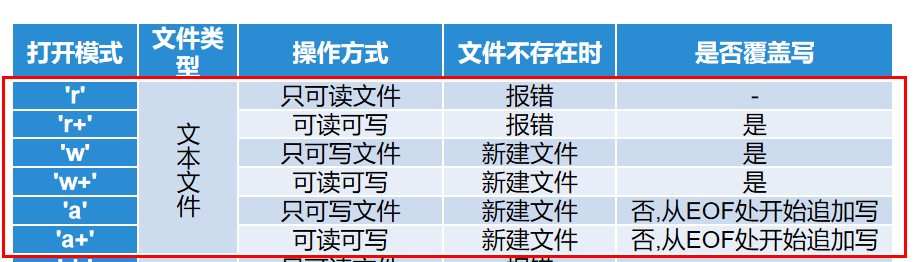 打开模式 文件类型 操作方式 文件不存在时 是否覆盖写
'r' 文本文件 只可读文件 报错 -
'r+' 可读可写 报错 是
'w' 只可写文件 新建文件 是
'w+' 可读可写 新建文件 是
'a' 只可写文件 新建文件 否,从EOF处开始追加写
'a+' 可读可写 新建文件 否,从EOF处开始追加写